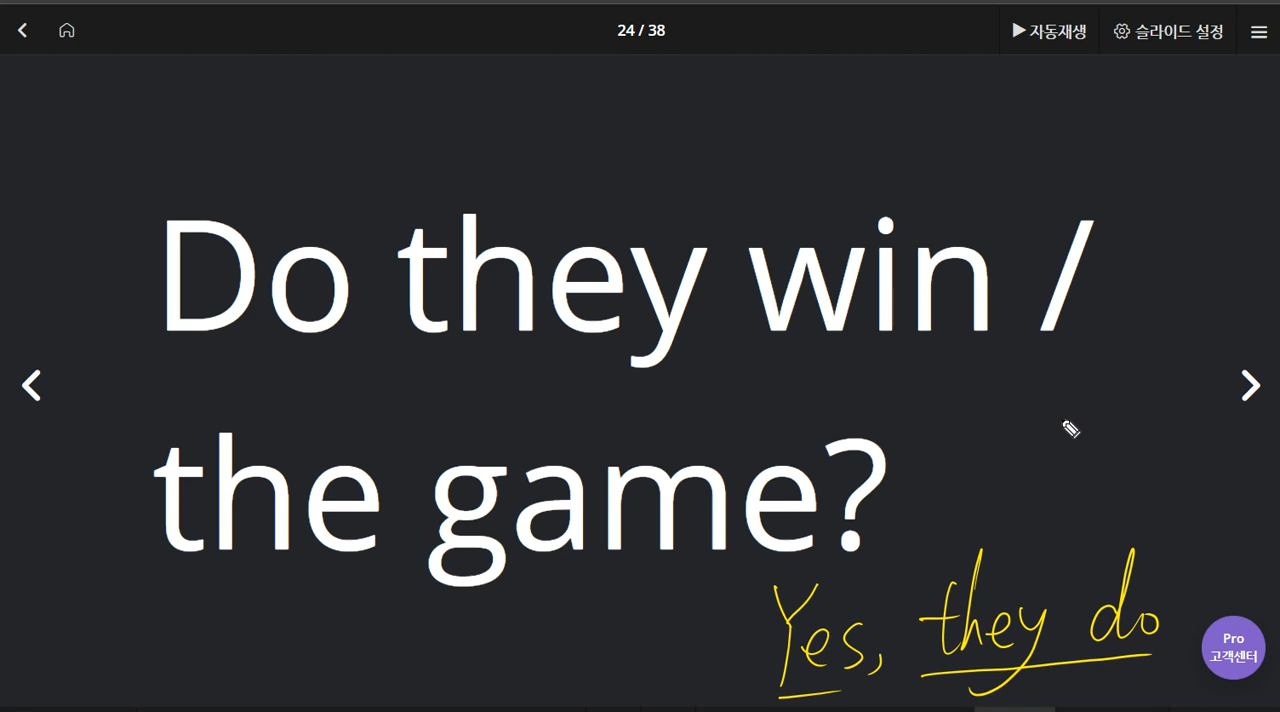 24 / 38
자동재생
슬라이드 설정
Do they win /
the game?
Yes, they do
Pro
고객센터